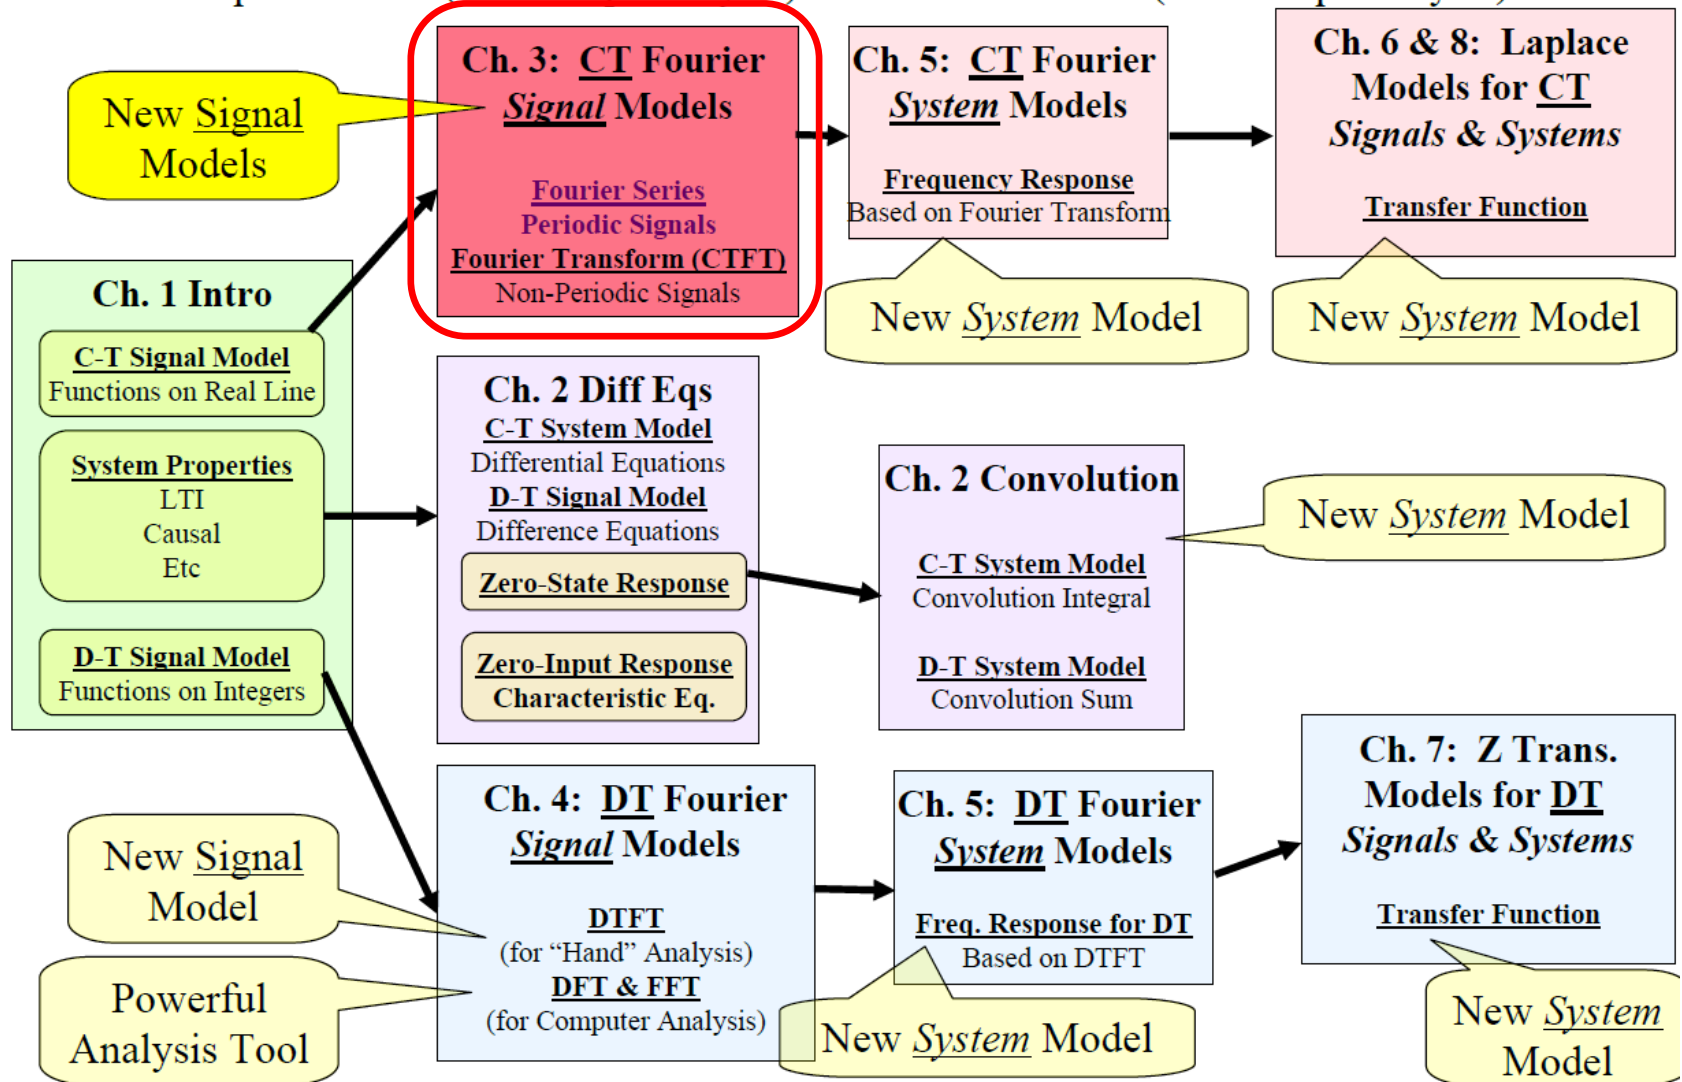 Ch. 3: CT Fourier
Signal Models
Fourier Series
Periodic Signals
Fourier Transform (CTFT)
Non-Periodic Signals
New Signal
Models
Ch. 5: CT Fourier
System Models
Frequency Response
Based on Fourier Transform
New System Model
Ch. 6 & 8: Laplace
Models for CT
Signals & Systems
Transfer Function
New System Model
Ch. 1 Intro
C-T Signal Model
Functions on Real Line
System Properties
LTI
Causal
Etc
D-T Signal Model
Functions on Integers
Ch. 2 Diff Eqs
C-T System Model
Differential Equations
D-T Signal Model
Difference Equations
Zero-State Response
Zero-Input Response
Characteristic Eq.
Ch. 2 Convolution
C-T System Model
Convolution Integral
D-T System Model
Convolution Sum
New System Model
Ch. 4: DT Fourier
Signal Models
DTFT
(for “Hand” Analysis)
DFT & FFT
(for Computer Analysis)
New Signal
Model
Powerful
Analysis Tool
Ch. 5: DT Fourier
System Models
Freq. Response for DT
Based on DTFT
New System Model
Ch. 7: Z Trans.
Models for DT
Signals & Systems
Transfer Function
New System
Model